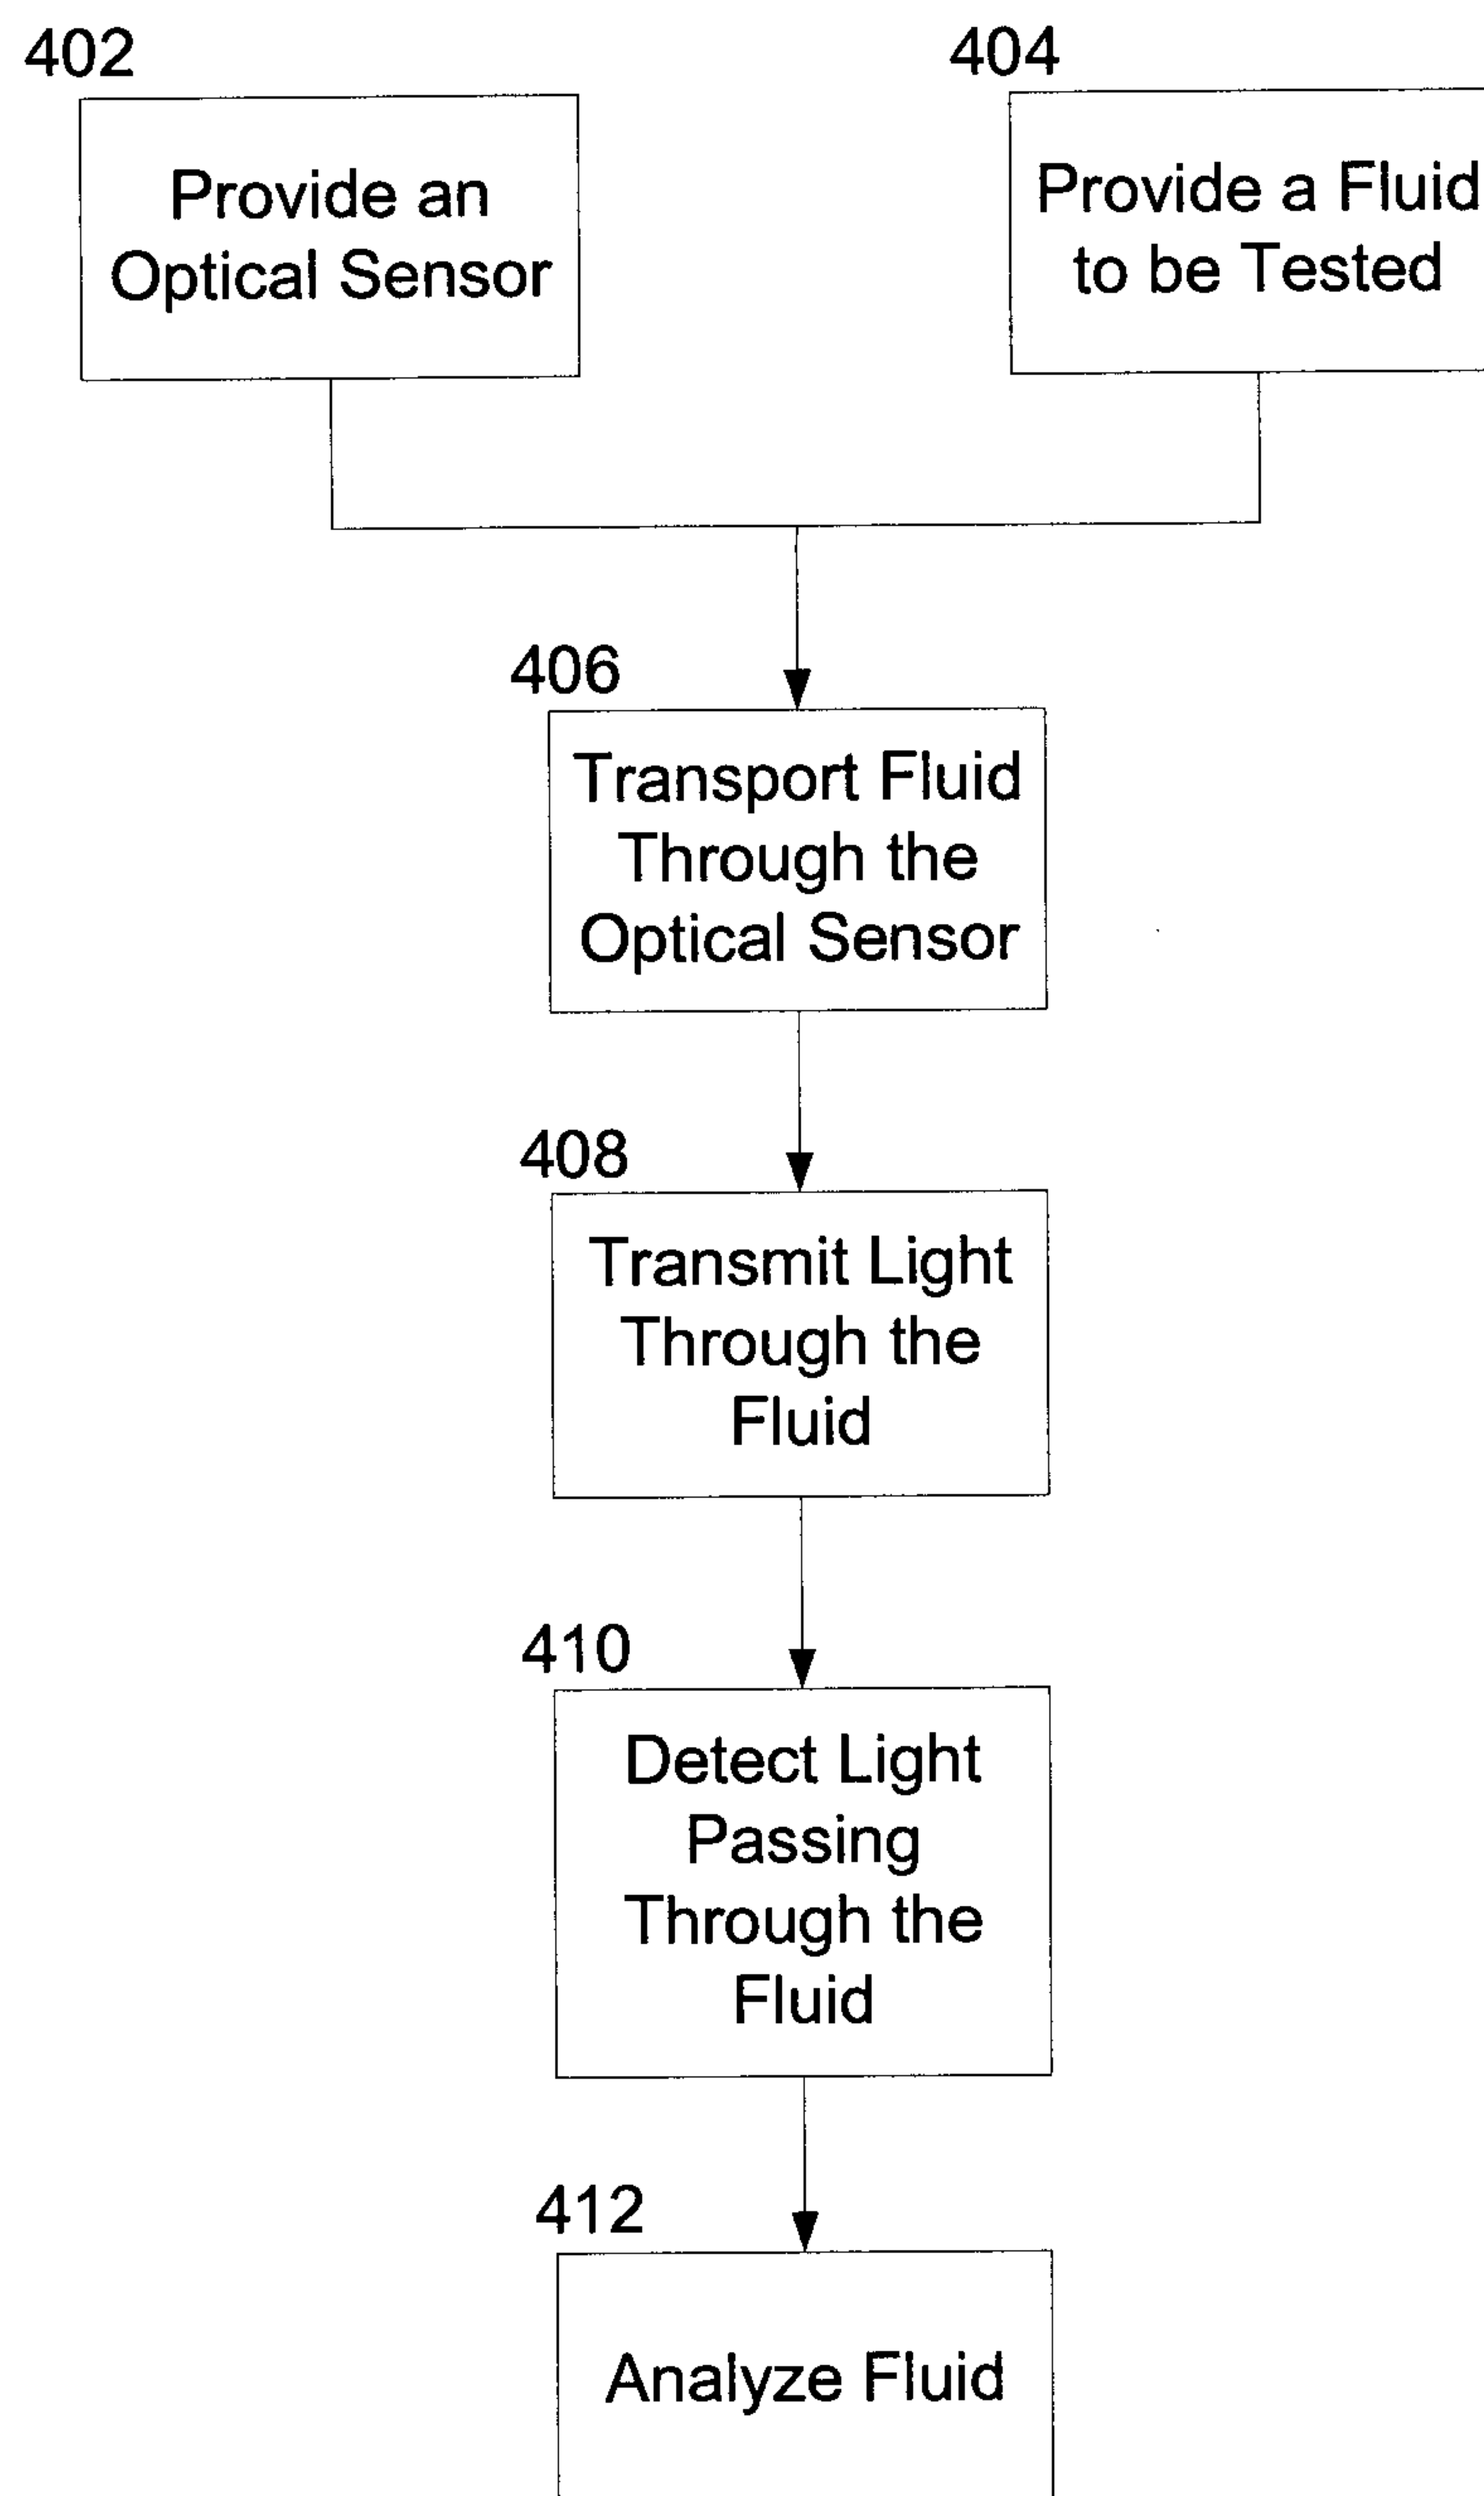 402
Provide an
Optical Sensor
404
Provide a Fluid
to be Tested
406
Transport Fluid
Through the
Optical Sensor
408
Transmit Light
Through the
Fluid
410
Detect Light
Passing
Through the
Fluid
412
Analyze Fluid